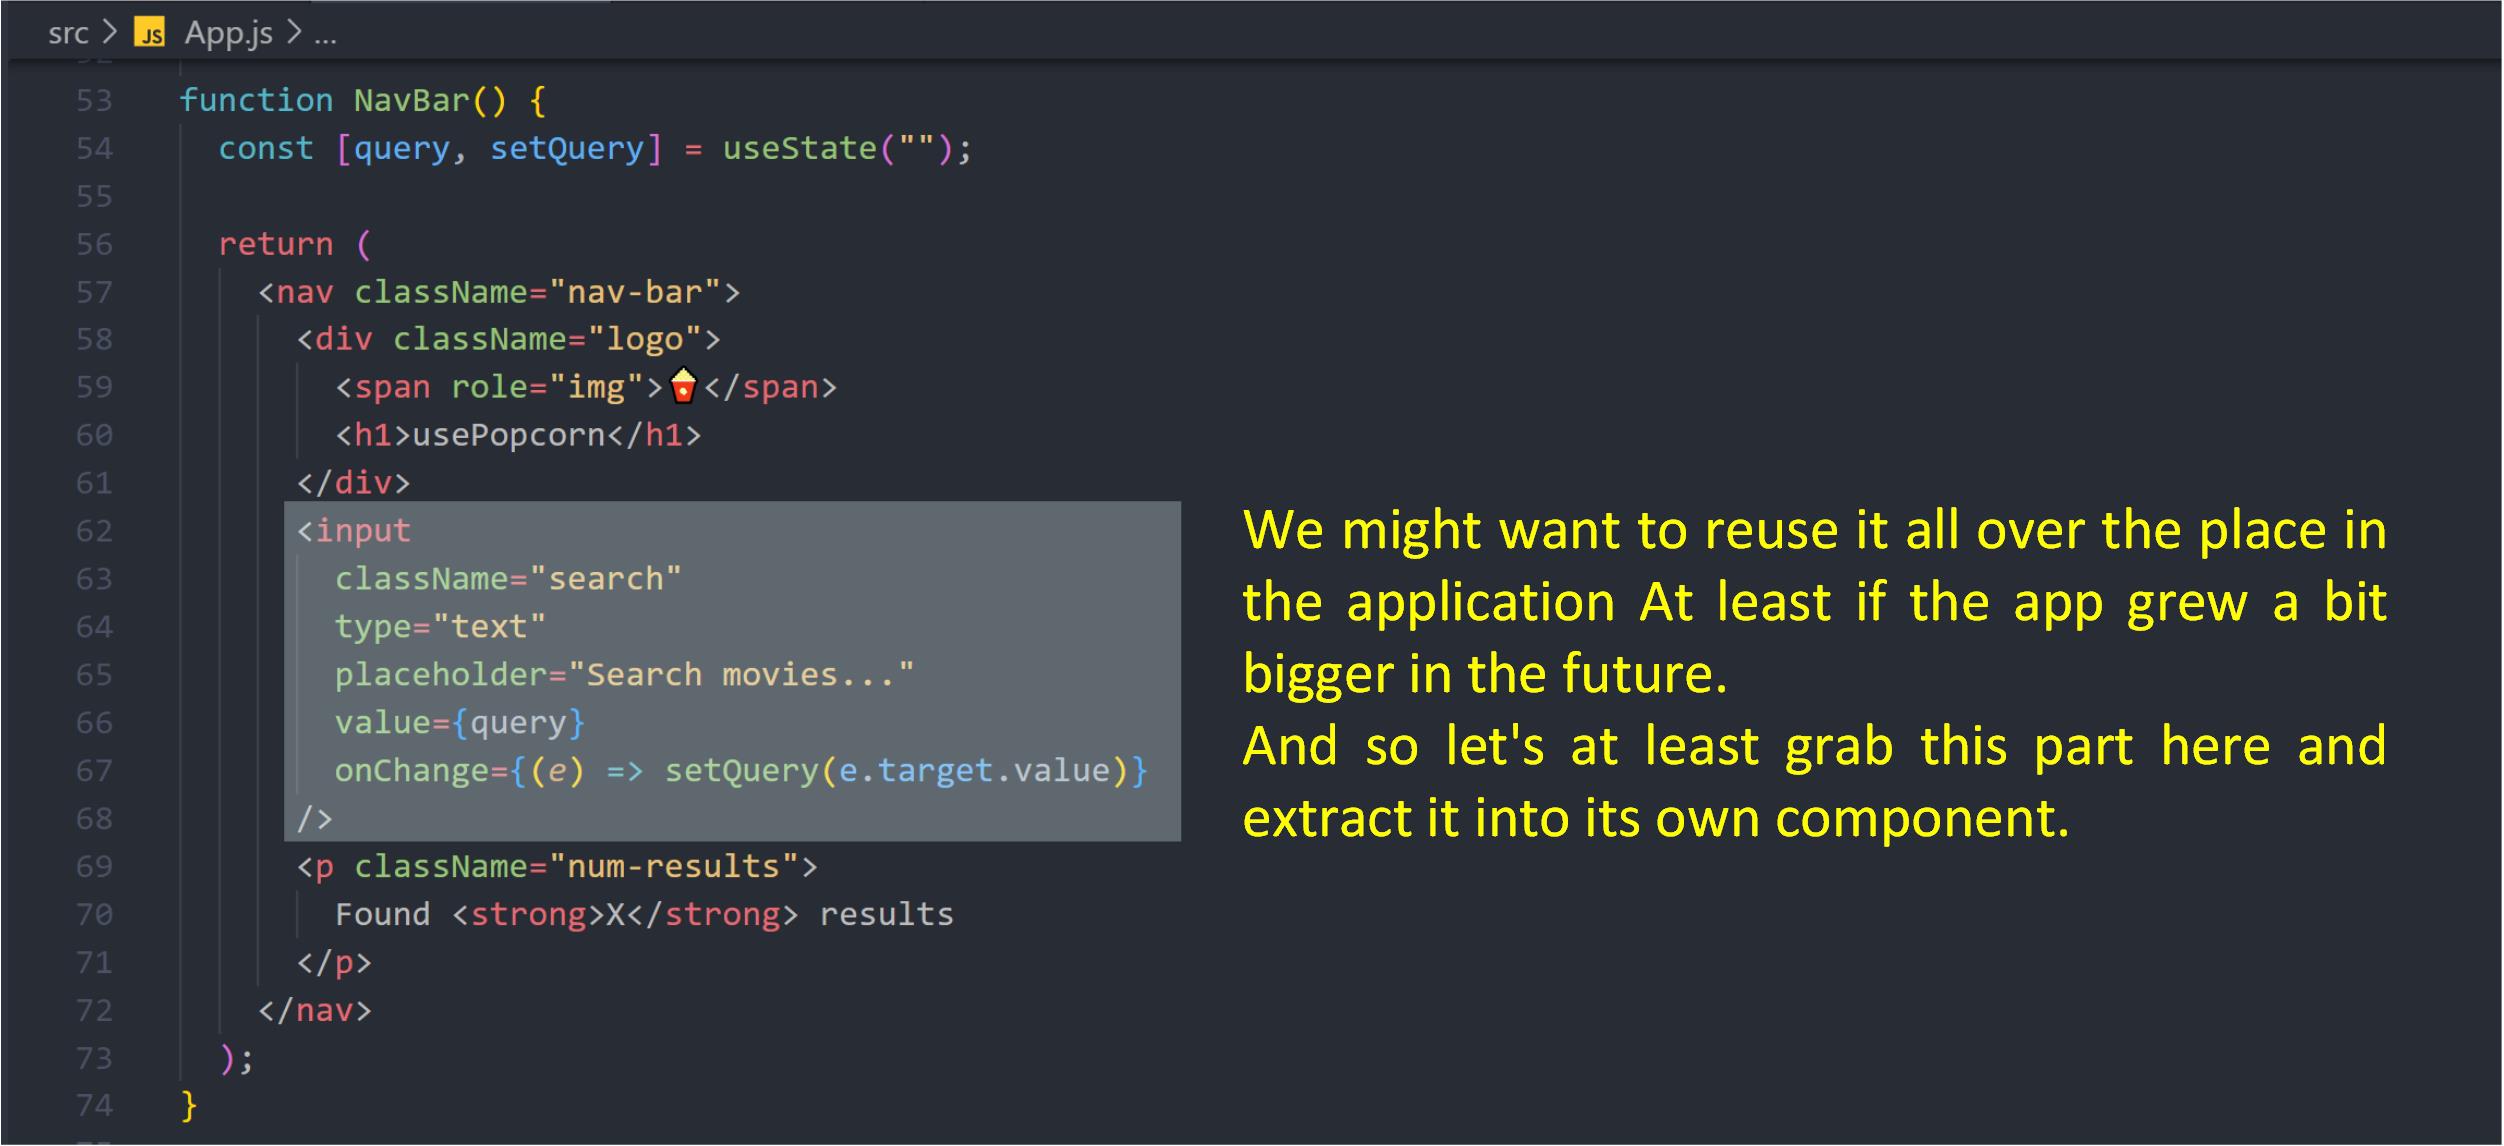 src > JS App.js > ...
53 function NavBar() {
54 const [query, setQuery] = useState("");
55
56 return (
57 <nav className="nav-bar">
58 <div className="logo">
59 <span role="img">🍿</span>
60 <h1>usePopcorn</h1>
61 </div>
62 <input
63 className="search"
64 type="text"
65 placeholder="Search movies..."
66 value={query}
67 onChange={(e) => setQuery(e.target.value)}
68 />
69 <p className="num-results">
70 Found <strong>X</strong> results
71 </p>
72 </nav>
73 );
74 }
We might want to reuse it all over the place in
the application At least if the app grew a bit
bigger in the future.
And so let's at least grab this part here and
extract it into its own component.